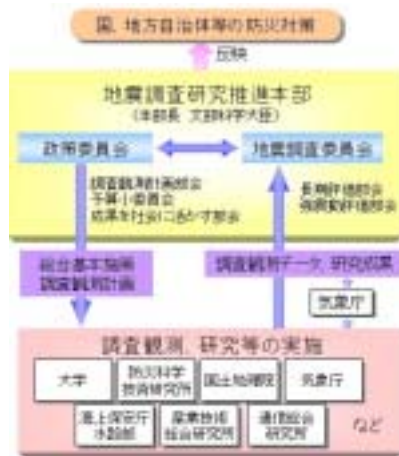 国、地方自治体等の防災対策
反映
地震調査研究推進本部
(本部長 文部科学大臣)
政策委員会
地震調査委員会
調査観測計画部会
予算小委員会
成果を社会に活かす部会
長期評価部会
強震動評価部会
総合基本施策
調査観測計画
調査観測データ、研究成果
気象庁
調査観測、研究等の実施
大学
防災科学
技術研究所
国土地理院
気象庁
海上保安庁
水路部
産業技術
総合研究所
通信総合
研究所
など